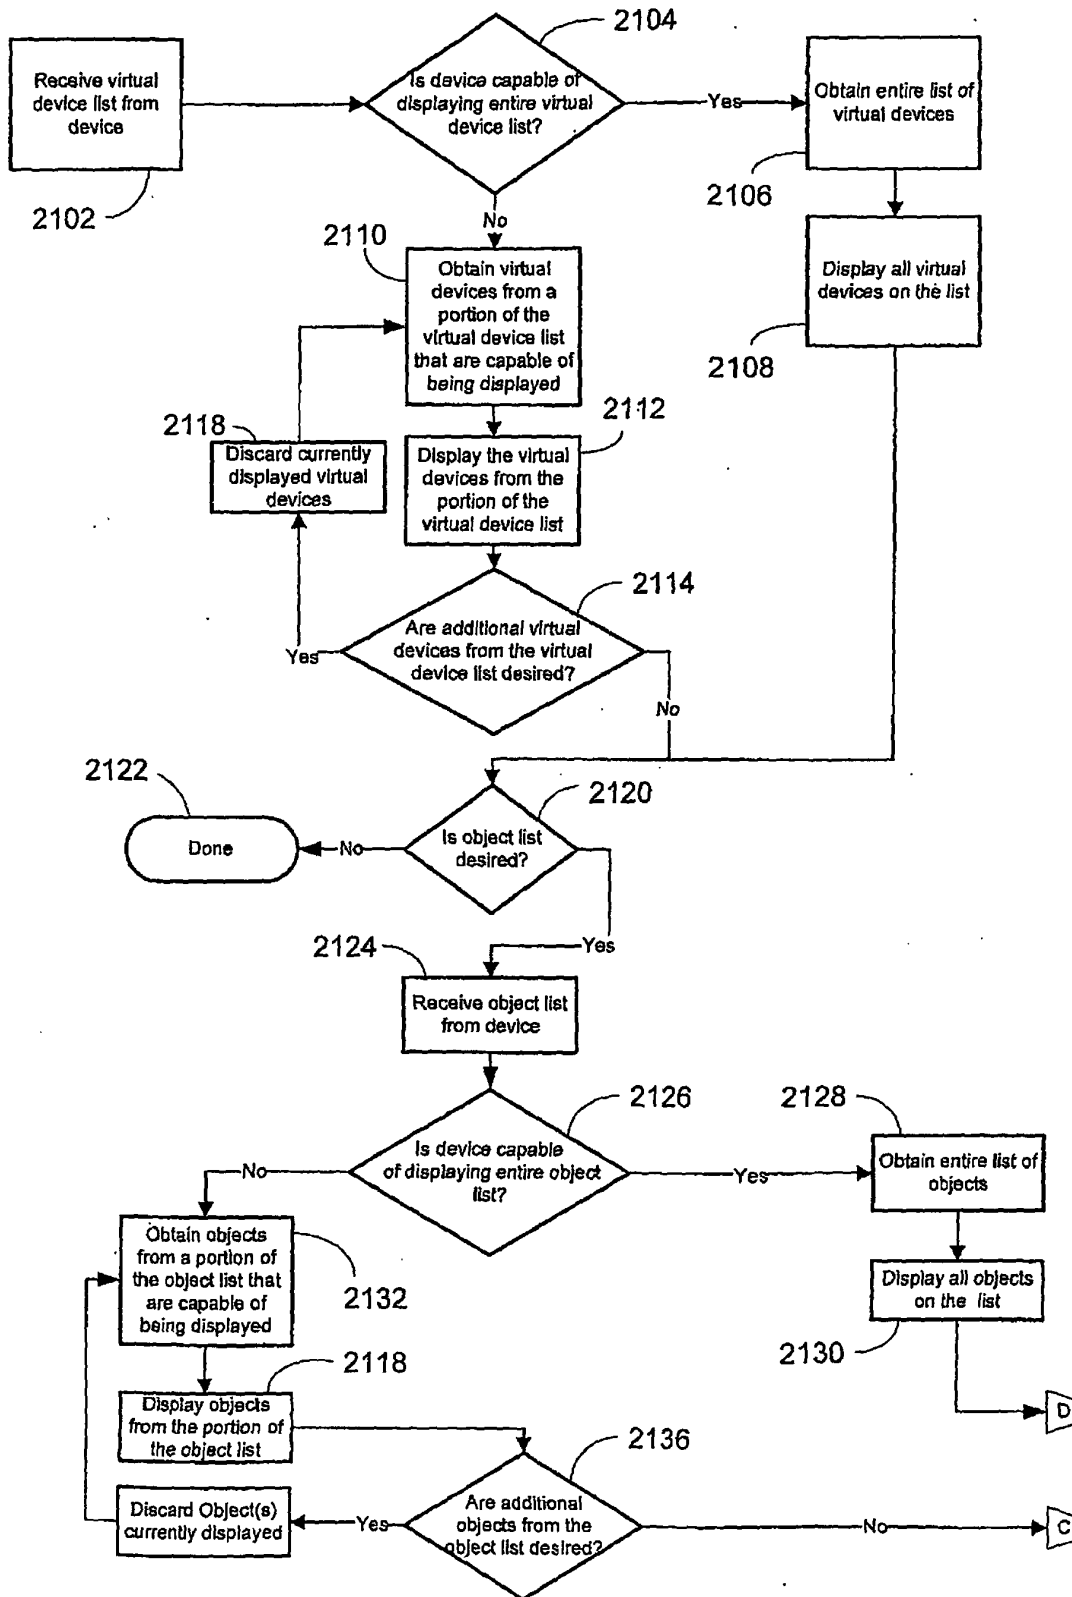 2104
Receive virtual
device list from
device
2102
Is device capable of
displaying entire virtual
device list?
Yes
Obtain entire list of
virtual devices
2106
No
2110
Obtain virtual
devices from a
portion of the
virtual device list
that are capable of
being displayed
Display all virtual
devices on the list
2108
2118
Discard currently
displayed virtual
devices
2112
Display the virtual
devices from the
portion of the
virtual device list
2114
Are additional virtual
devices from the virtual
device list desired?
Yes
No
2122
Done
2120
Is object list
desired?
No
Yes
2124
Receive object list
from device
2126
Is device capable
of displaying entire object
list?
No
Yes
2128
Obtain entire list of
objects
Obtain objects
from a portion of
the object list that
are capable of
being displayed
2132
Display all objects
on the list
2130
2118
Display objects
from the portion of
the object list
D
2136
Are additional
objects from the
object list desired?
Discard Object(s)
currently displayed
Yes
No
C